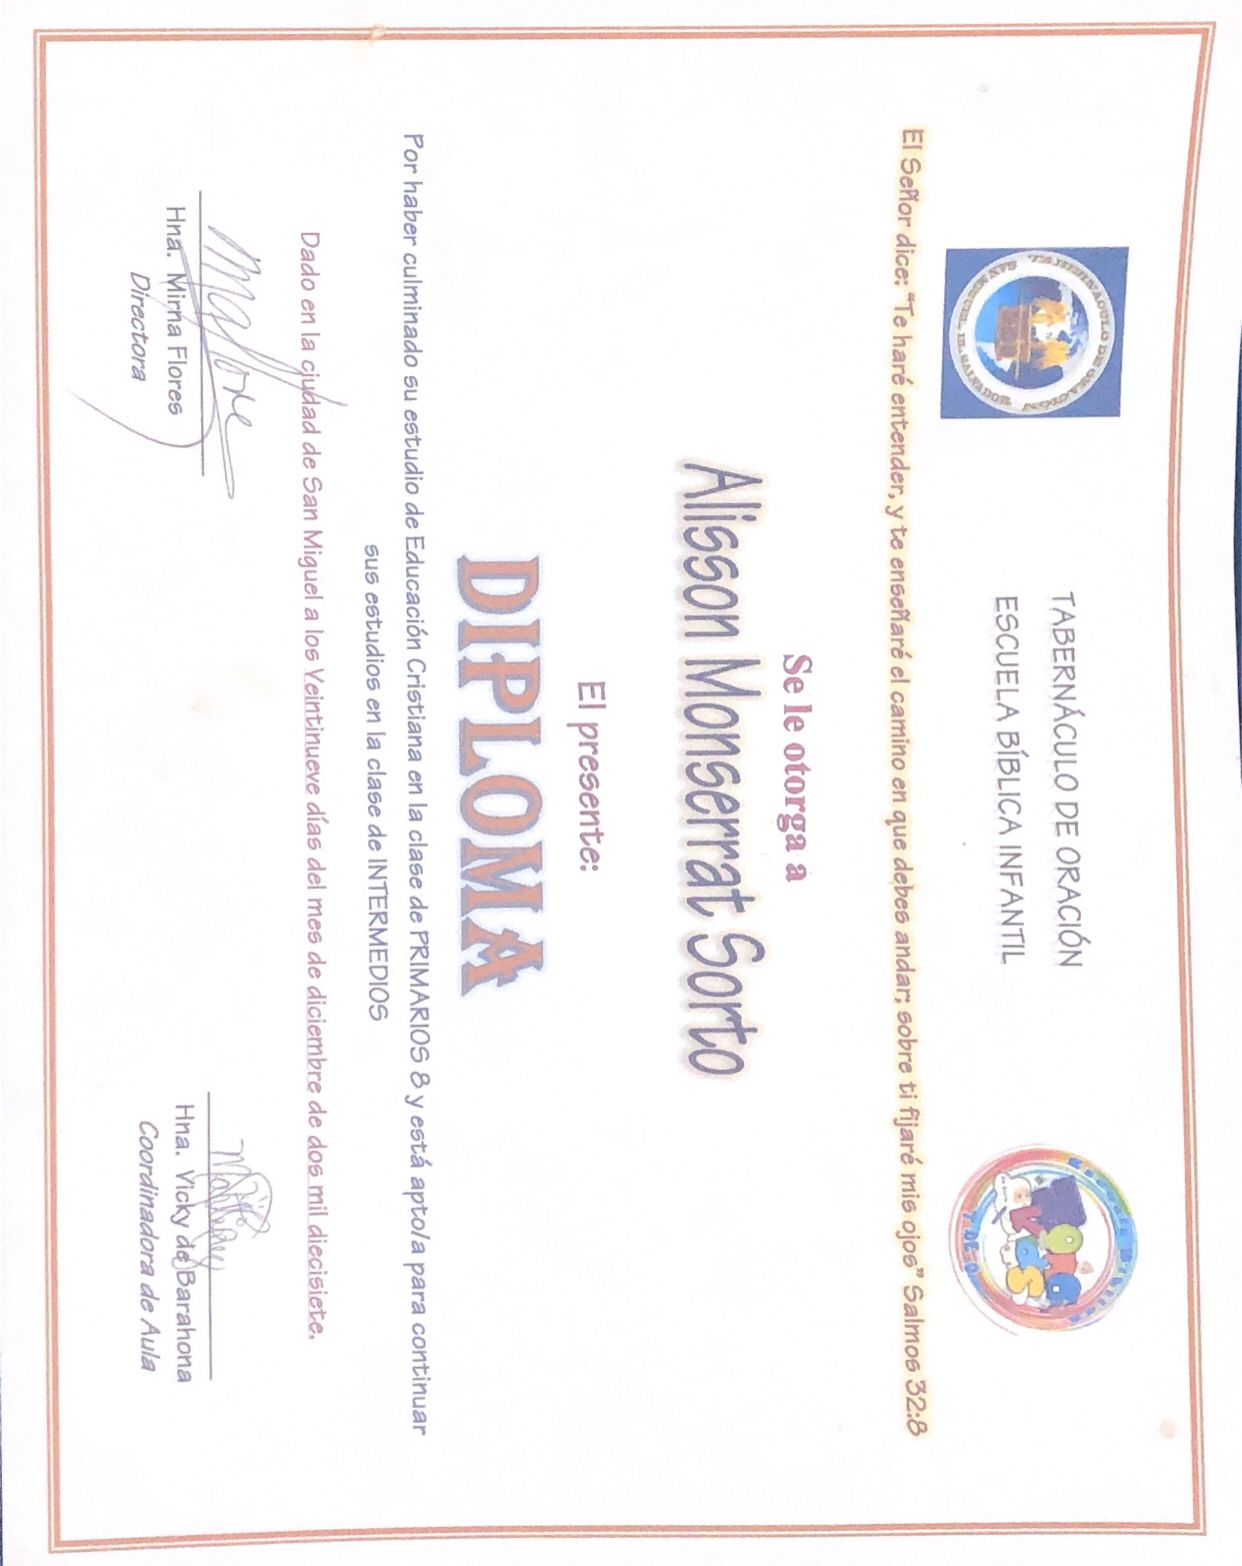 TABERNÁCULO DE ORACIÓN
ESCUELA BÍBLICA INFANTIL
TABERNACULO DE ORACIÓN
SAN MIGUEL, EL SALVADOR
T DE O
El Señor dice: "Te haré entender, y te enseñaré el camino en que debes andar; sobre ti fijaré mis ojos" Salmos 32:8
Se le otorga a
Alisson Monserrat Sorto
El presente:
DIPLOMA
Por haber culminado su estudio de Educación Cristiana en la clase de PRIMARIOS 8 y está apto/a para continuar
sus estudios en la clase de INTERMEDIOS
Dado en la ciudad de San Miguel a los Veintinueve días del mes de diciembre de dos mil diecisiete.
Hna. Mirna Flores
Directora
Hna. Vicky de Barahona
Coordinadora de Aula